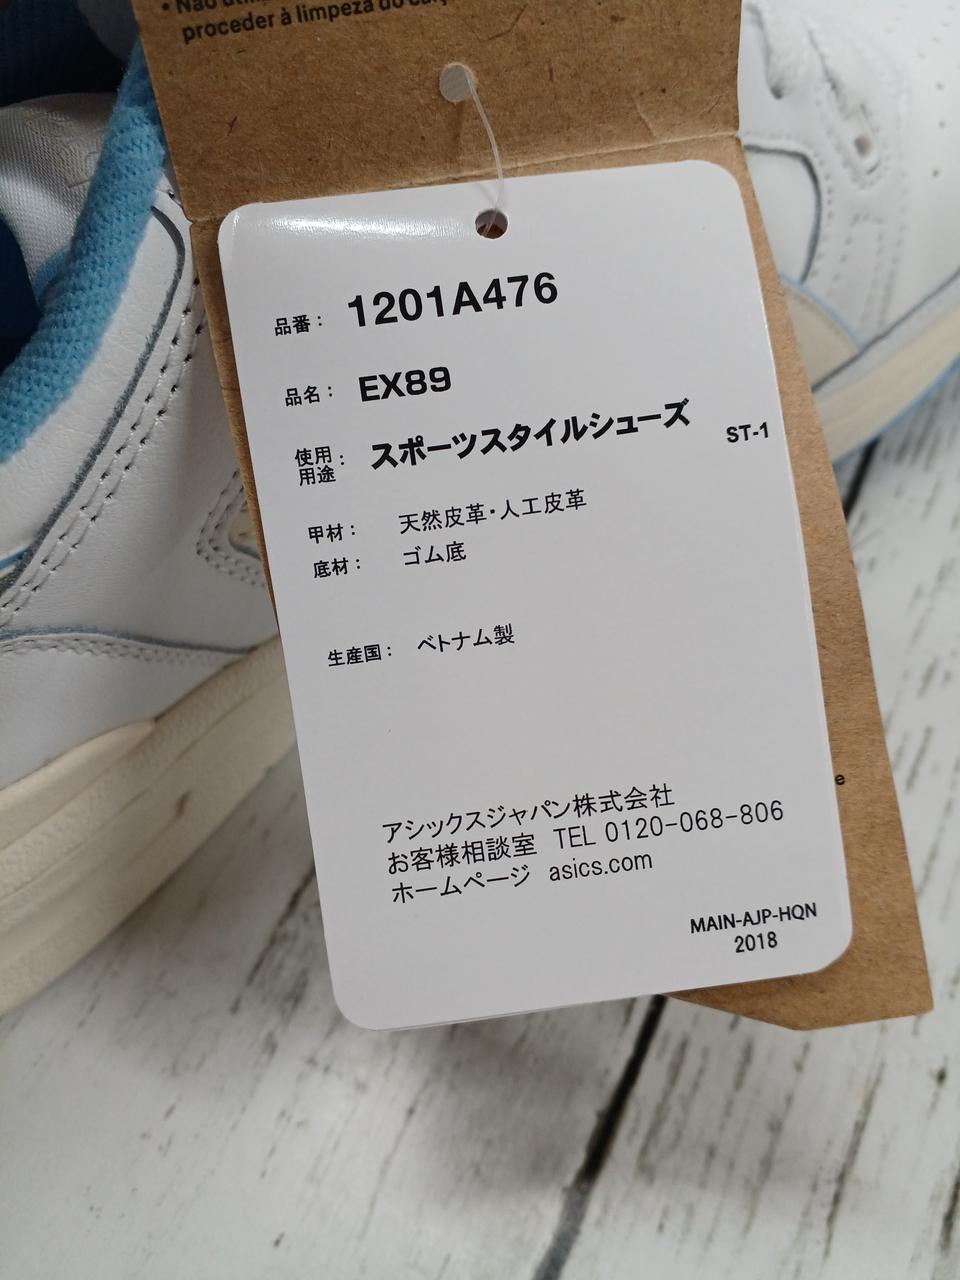 • Não
proceder à limpeza do
品番： 1201A476
品名： EX89
使用用途： スポーツスタイルシューズ ST-1
甲材： 天然皮革・人工皮革
底材： ゴム底
生産国： ベトナム製
アシックスジャパン株式会社
お客様相談室 TEL 0120-068-806
ホームページ asics.com
MAIN-AJP-HQN
2018
e